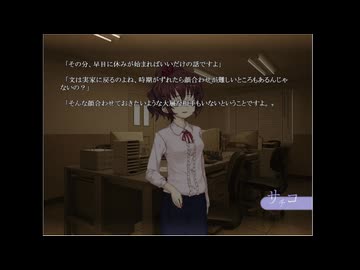 「その分、早目に休みが始まればいいだけの話ですよ」
「文は実家に戻るのよね、時期がずれたら顔合わせ出難しいところもあるんじゃ
ないの？」
「そんな顔合わせておきたいような大層な相手もいないということですよ。。
サチコ